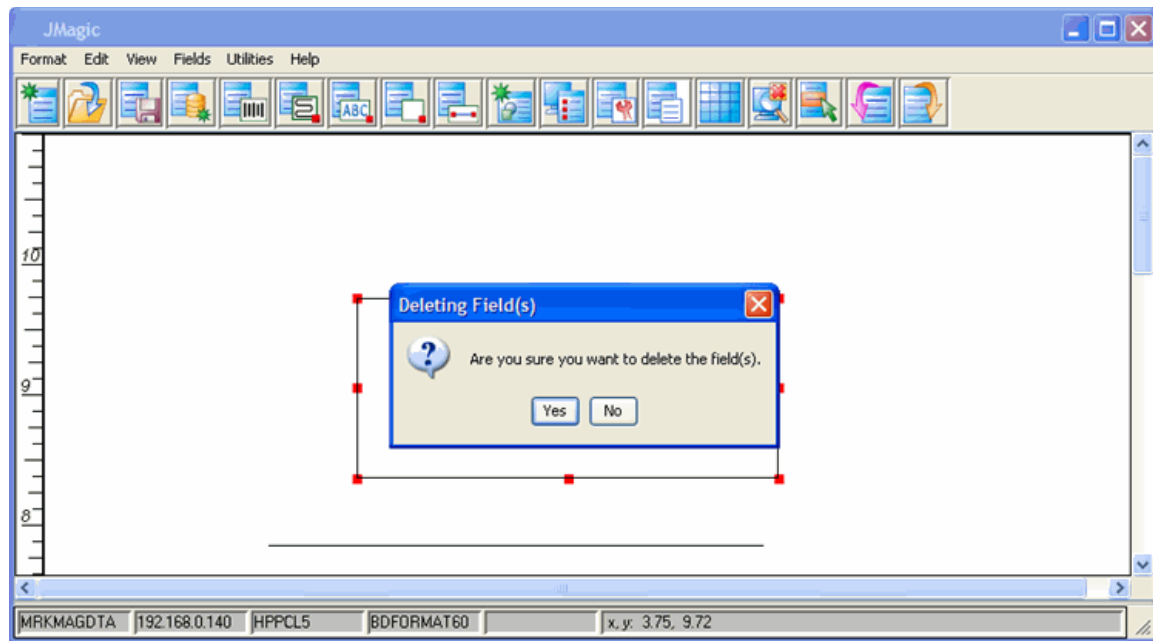 JMagic
Format Edit View Fields Utilities Help
ABC
10
Deleting Field(s)
? Are you sure you want to delete the field(s).
9
Yes No
8
MRKMAGDTA 192.168.0.140 HPPCL5 BDFORMAT60 x, y: 3.75, 9.72